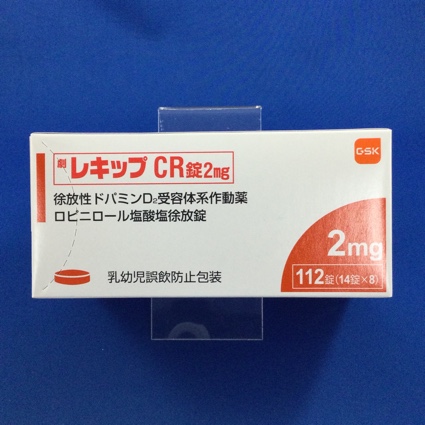 劇 レキップ CR錠2mg
GSK
徐放性ドパミンD2受容体系作動薬
ロピニロール塩酸塩徐放錠
2mg
乳幼児誤飲防止包装
112錠(14錠×8)